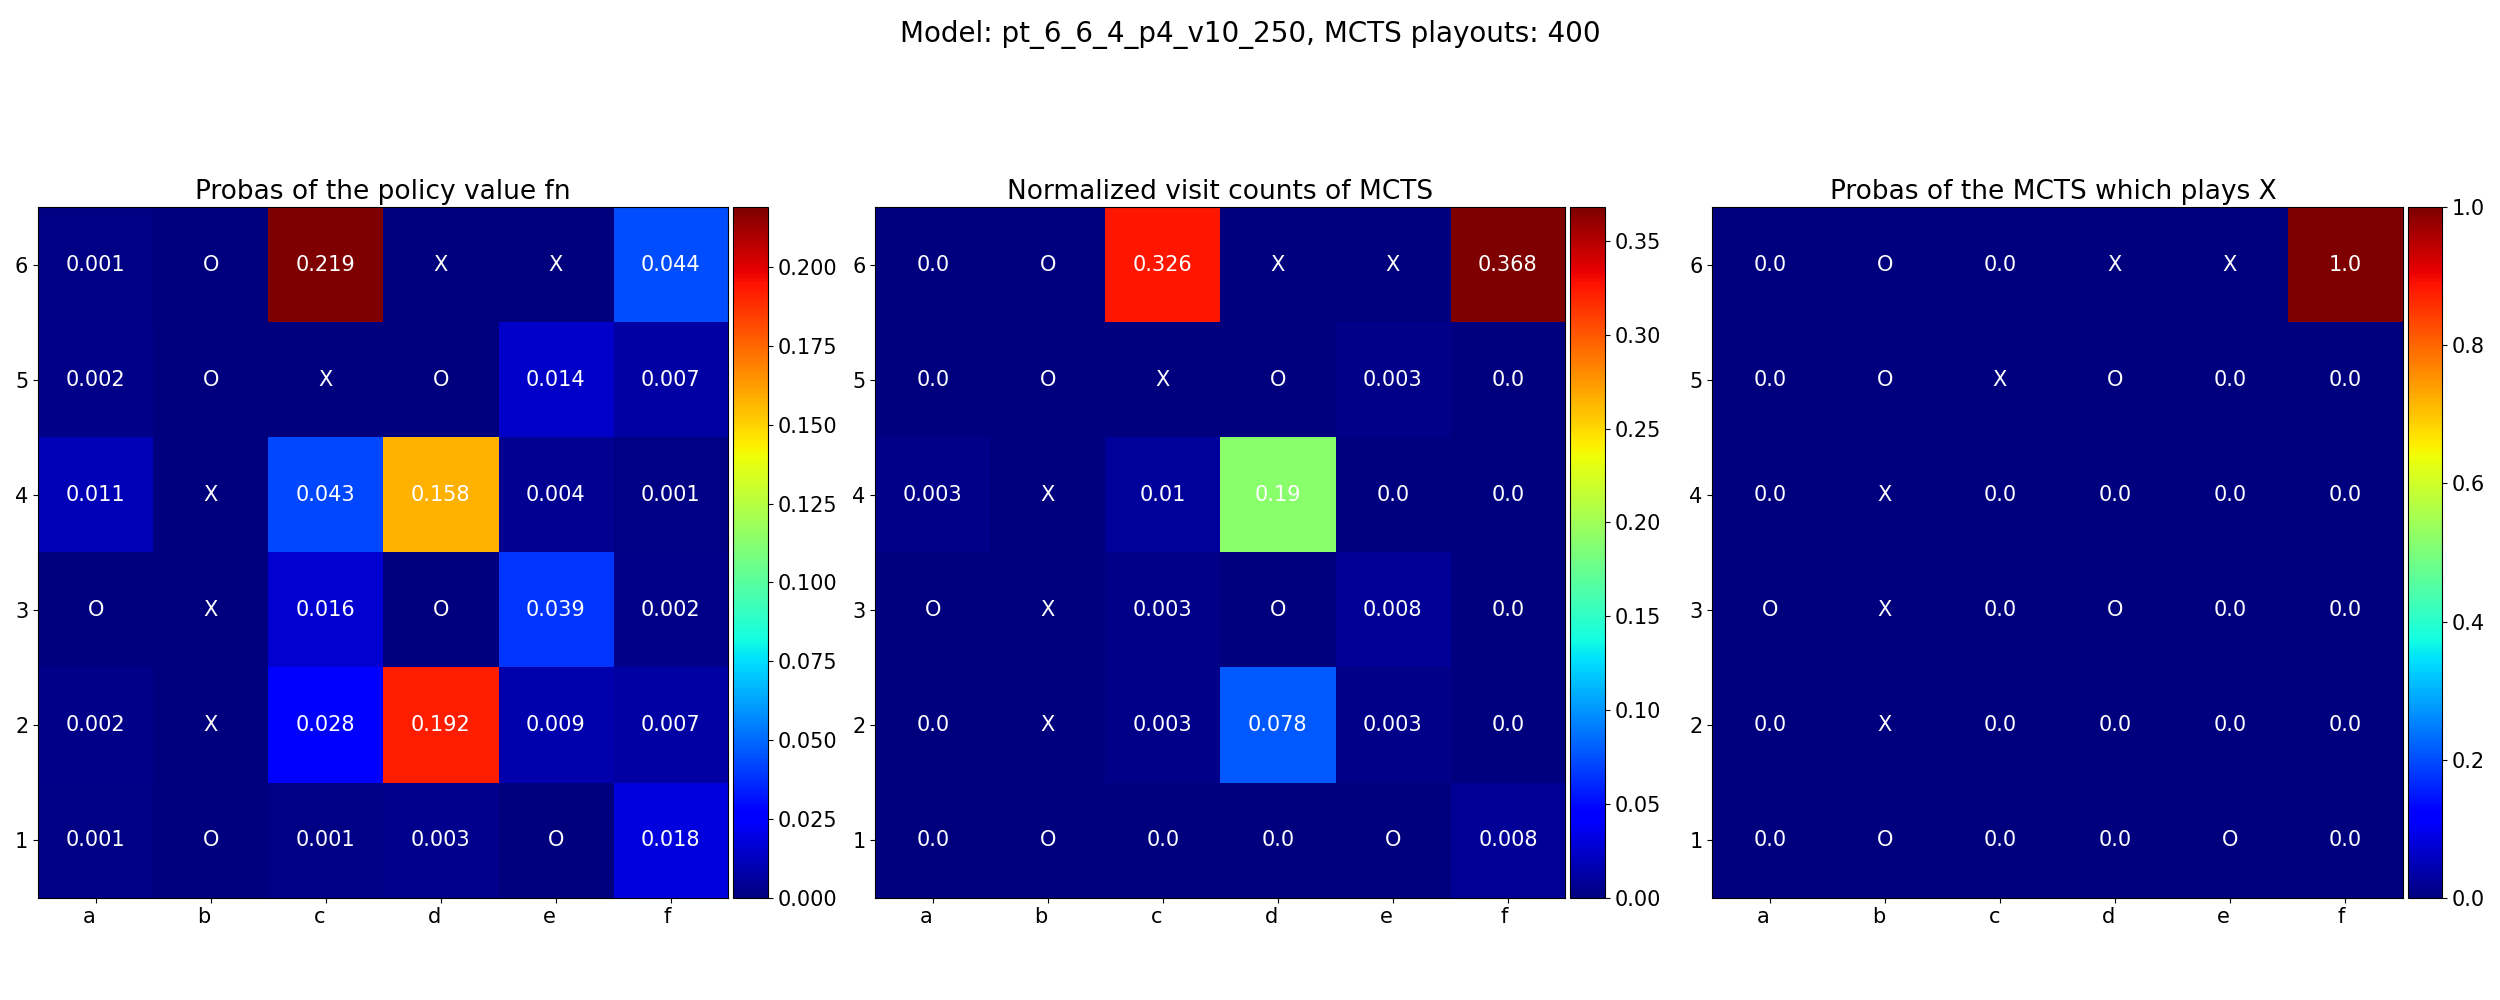 Model: pt_6_6_4_p4_v10_250, MCTS playouts: 400
Probas of the policy value fn
6 0.001 O 0.219 X X 0.044
5 0.002 O X O 0.014 0.007
4 0.011 X 0.043 0.158 0.004 0.001
3 O X 0.016 O 0.039 0.002
2 0.002 X 0.028 0.192 0.009 0.007
1 0.001 O 0.001 0.003 O 0.018
a b c d e f
0.200
0.175
0.150
0.125
0.100
0.075
0.050
0.025
0.000
Normalized visit counts of MCTS
6 0.0 O 0.326 X X 0.368
5 0.0 O X O 0.003 0.0
4 0.003 X 0.01 0.19 0.0 0.0
3 O X 0.003 O 0.008 0.0
2 0.0 X 0.003 0.078 0.003 0.0
1 0.0 O 0.0 0.0 O 0.008
a b c d e f
0.35
0.30
0.25
0.20
0.15
0.10
0.05
0.00
Probas of the MCTS which plays X
6 0.0 O 0.0 X X 1.0
5 0.0 O X O 0.0 0.0
4 0.0 X 0.0 0.0 0.0 0.0
3 O X 0.0 O 0.0 0.0
2 0.0 X 0.0 0.0 0.0 0.0
1 0.0 O 0.0 0.0 O 0.0
a b c d e f
1.0
0.8
0.6
0.4
0.2
0.0